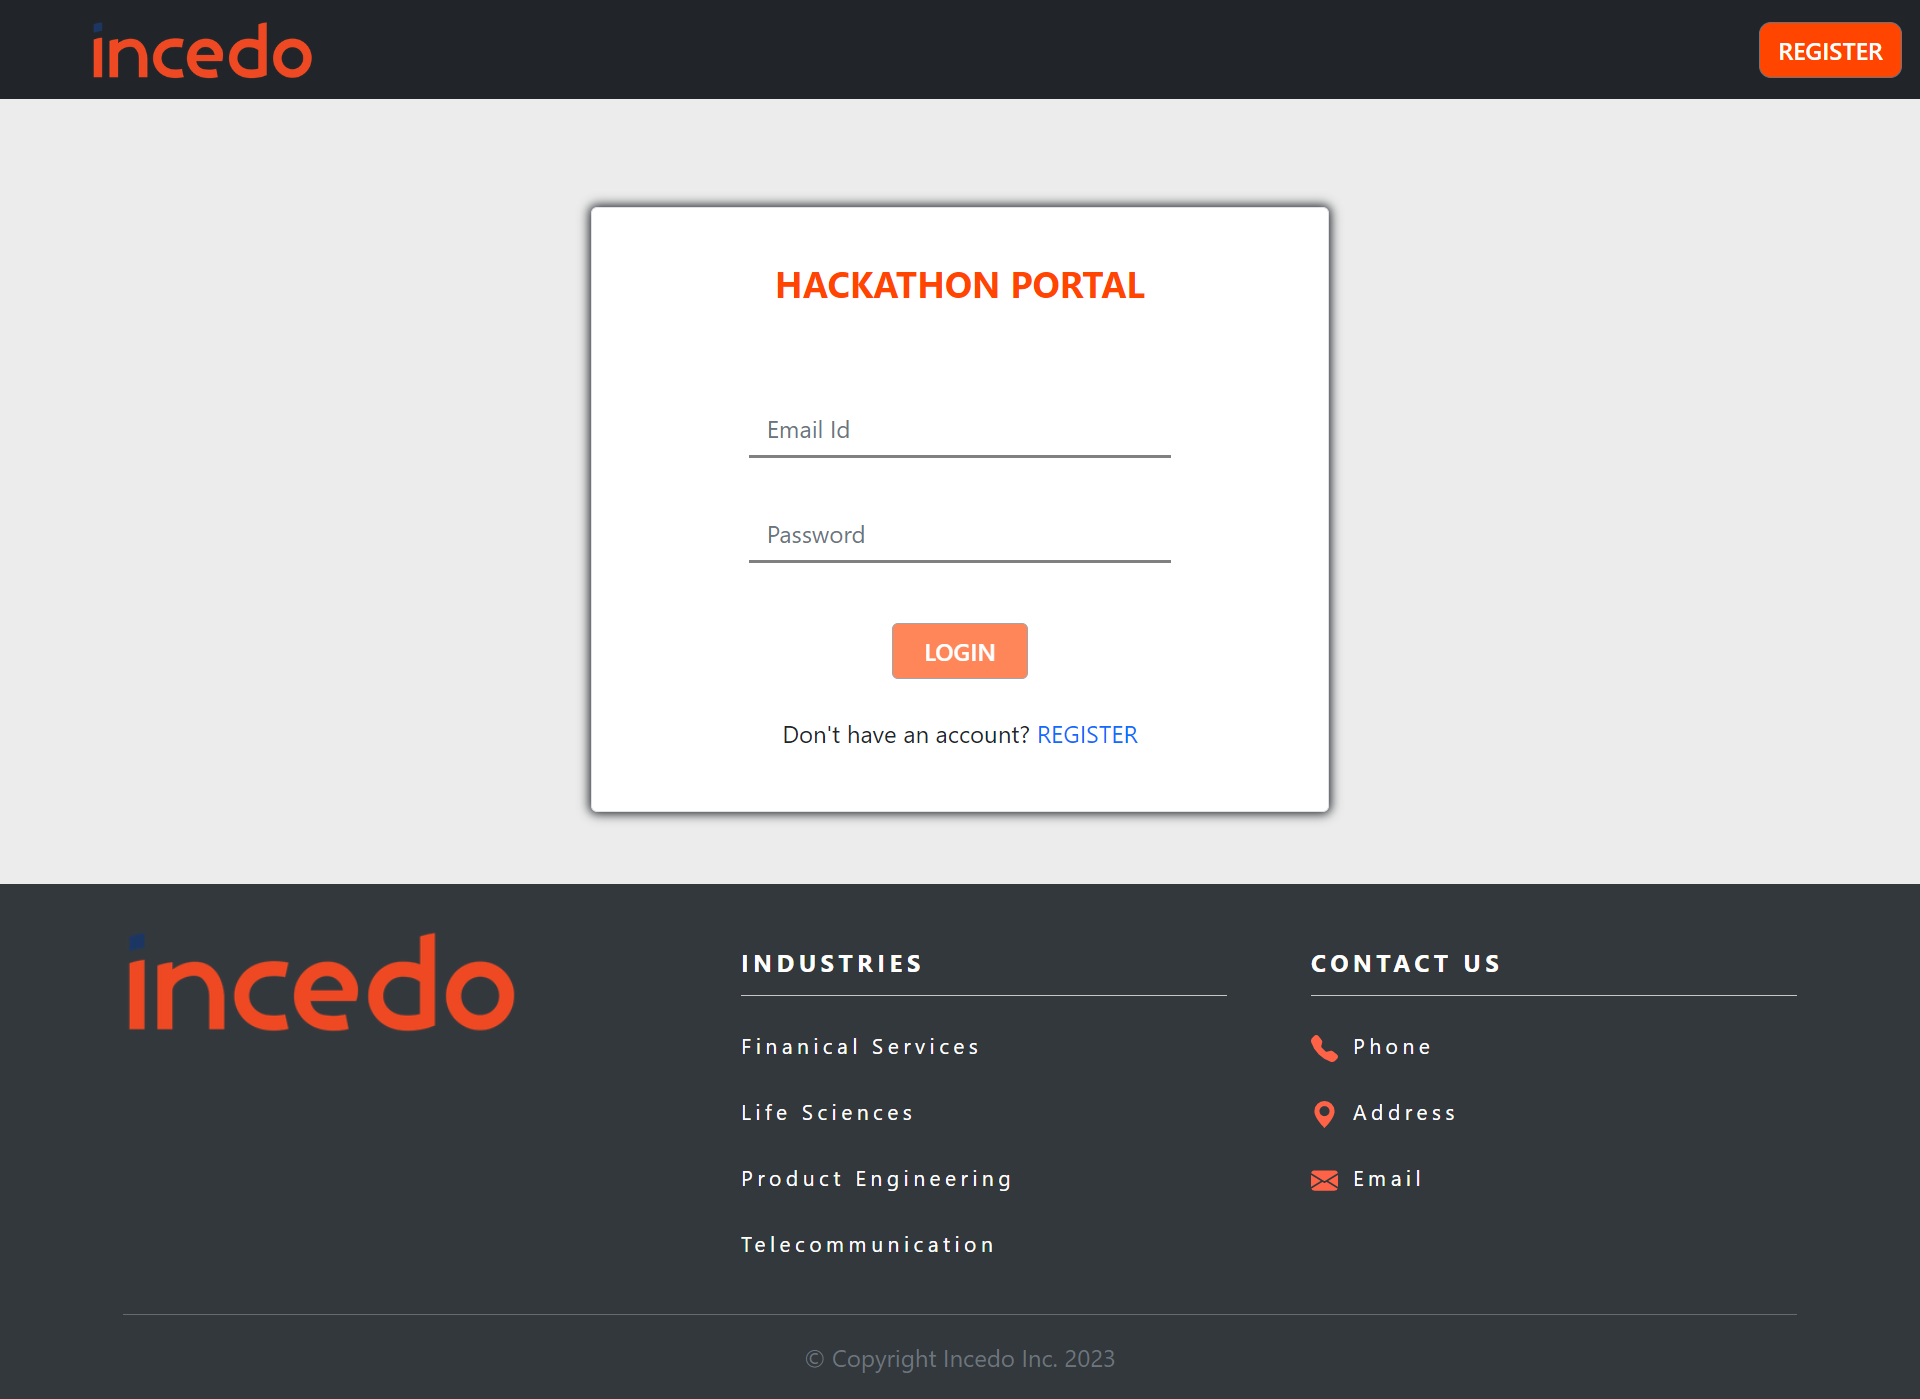 incedo
REGISTER
HACKATHON PORTAL
Email Id
Password
LOGIN
Don't have an account? REGISTER
incedo
INDUSTRIES
Finanical Services
Life Sciences
Product Engineering
Telecommunication
CONTACT US
Phone
Address
Email
© Copyright Incedo Inc. 2023